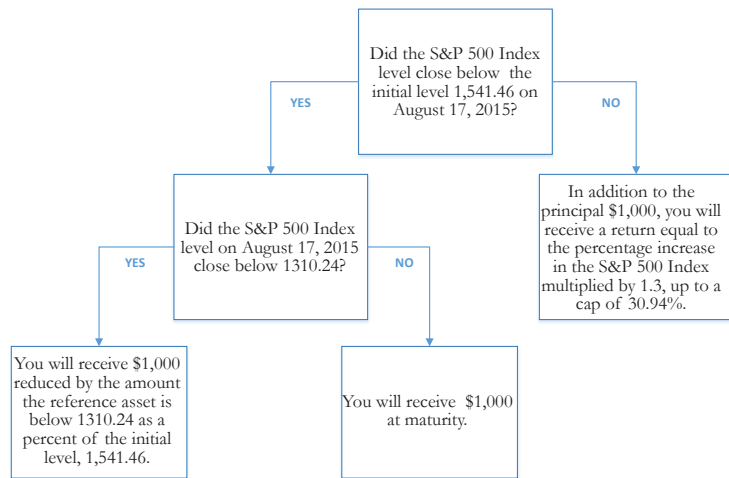 Did the S&P 500 Index
level close below the
initial level 1,541.46 on
August 17, 2015?
YES
NO
Did the S&P 500 Index
level on August 17, 2015
close below 1310.24?
In addition to the
principal $1,000, you will
receive a return equal to
the percentage increase
in the S&P 500 Index
multiplied by 1.3, up to a
cap of 30.94%.
YES
NO
You will receive $1,000
reduced by the amount
the reference asset is
below 1310.24 as a
percent of the initial
level, 1,541.46.
You will receive $1,000
at maturity.